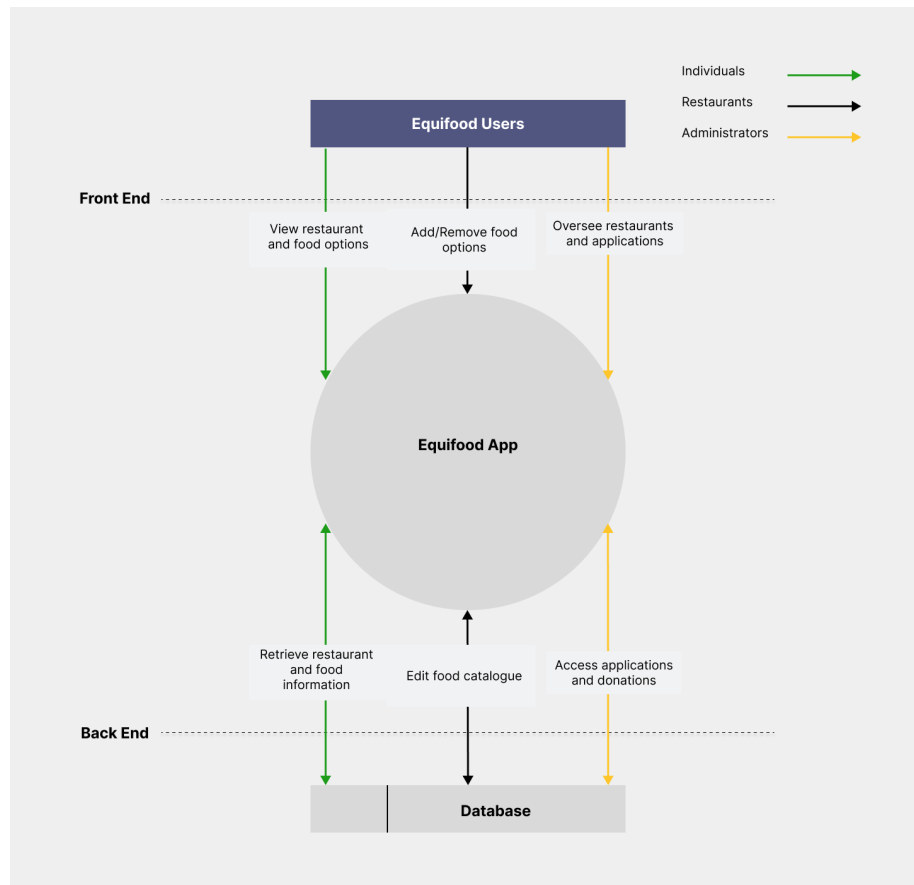 Individuals
Restaurants
Administrators
Equifood Users
Front End
View restaurant
and food options
Add/Remove food
options
Oversee restaurants
and applications
Equifood App
Retrieve restaurant
and food
information
Edit food catalogue
Access applications
and donations
Back End
Database